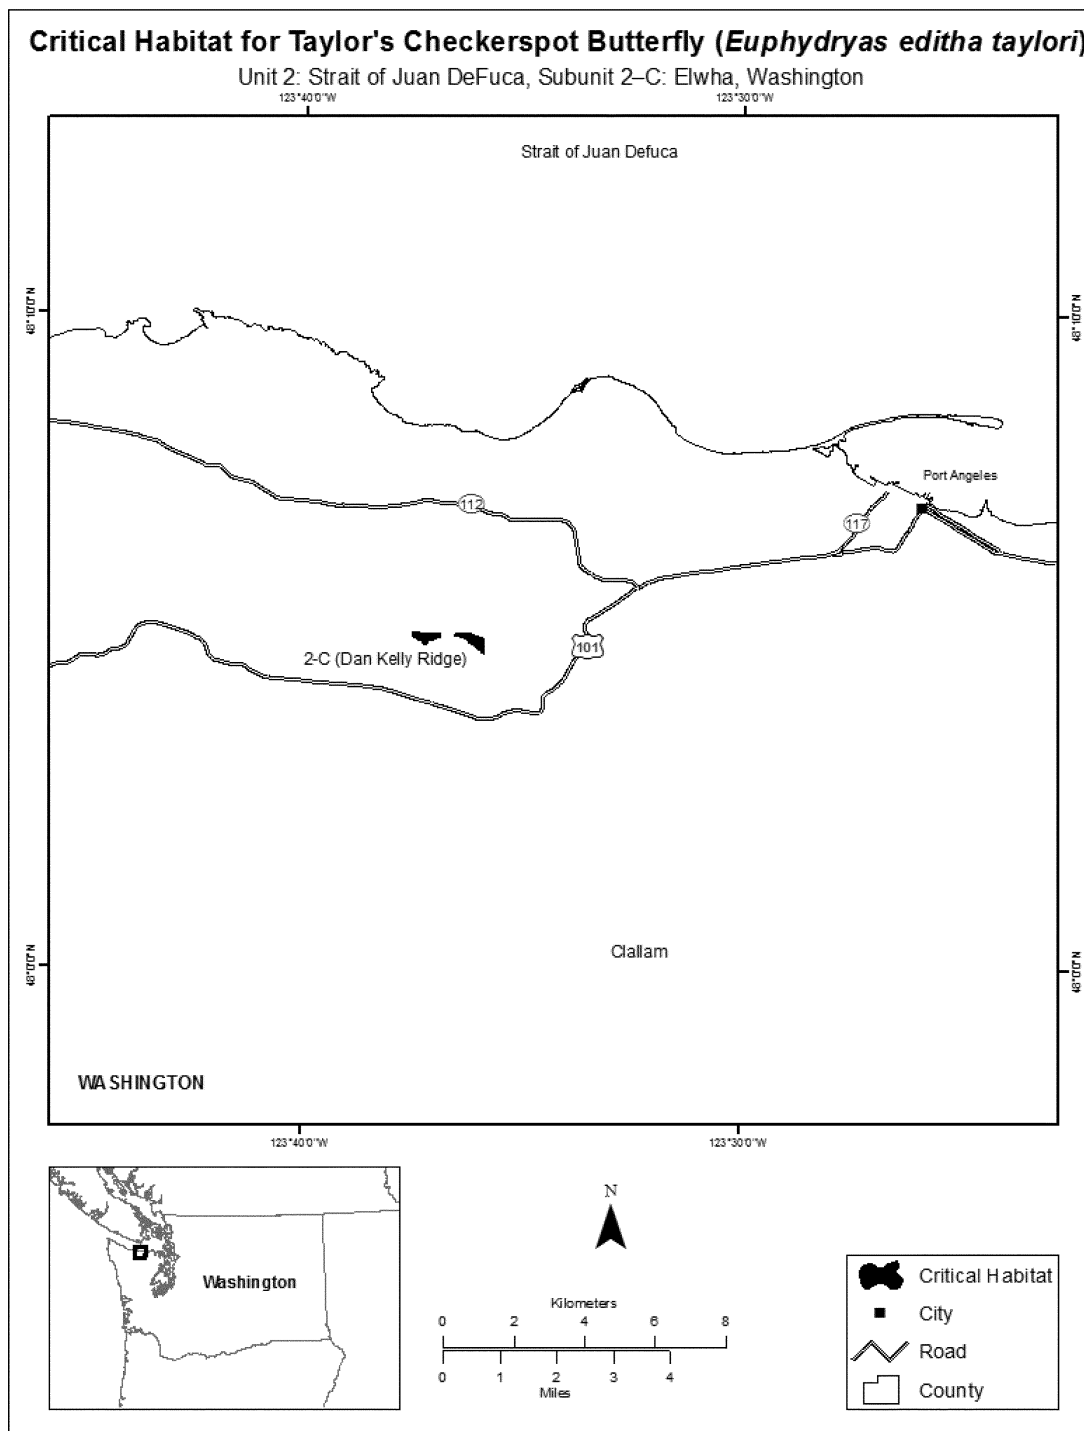 Critical Habitat for Taylor's Checkerspot Butterfly (Euphydryas editha taylori)
Unit 2: Strait of Juan DeFuca, Subunit 2–C: Elwha, Washington
123°40'0"W
123°30'0"W
Strait of Juan Defuca
48°10'0"N
48°10'0"N
Port Angeles
112
117
101
2-C (Dan Kelly Ridge)
Clallam
48°0'0"N
48°0'0"N
WASHINGTON
123°40'0"W
123°30'0"W
Washington
N
Kilometers
0 2 4 6 8
0 1 2 3 4
Miles
Critical Habitat
City
Road
County